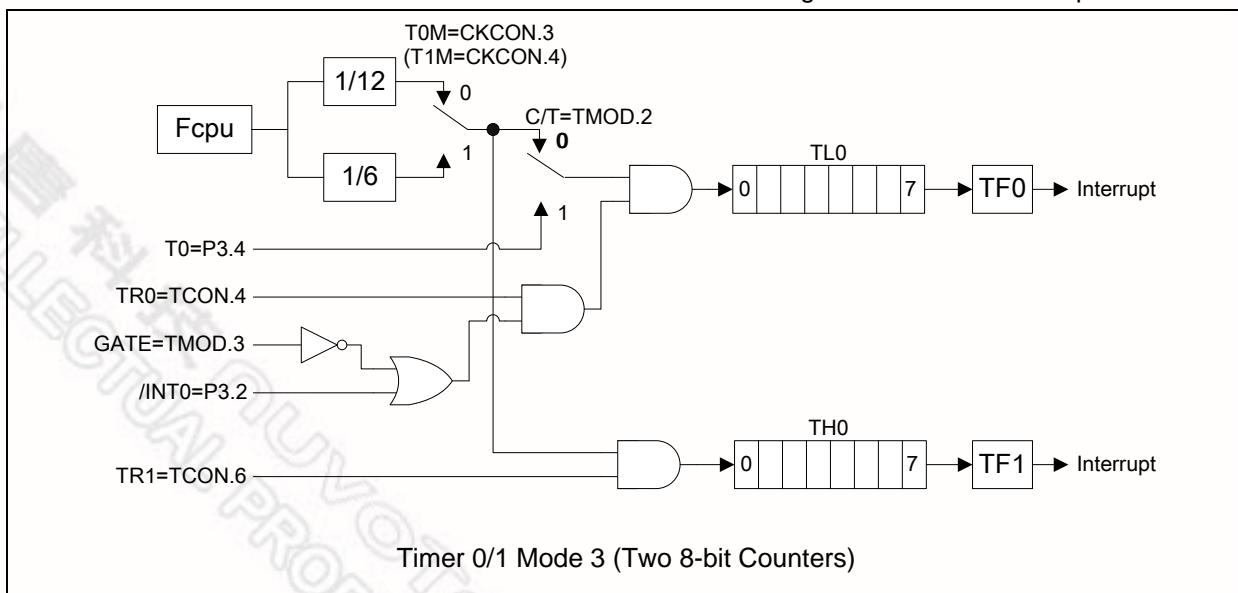 T0M=CKCON.3
(T1M=CKCON.4)
1/12
0
C/T=TMOD.2
Fcpu
0
1
TL0
1/6
0
7
TF0
Interrupt
1
T0=P3.4
TR0=TCON.4
GATE=TMOD.3
/INT0=P3.2
TH0
0
7
TF1
Interrupt
TR1=TCON.6
Timer 0/1 Mode 3 (Two 8-bit Counters)